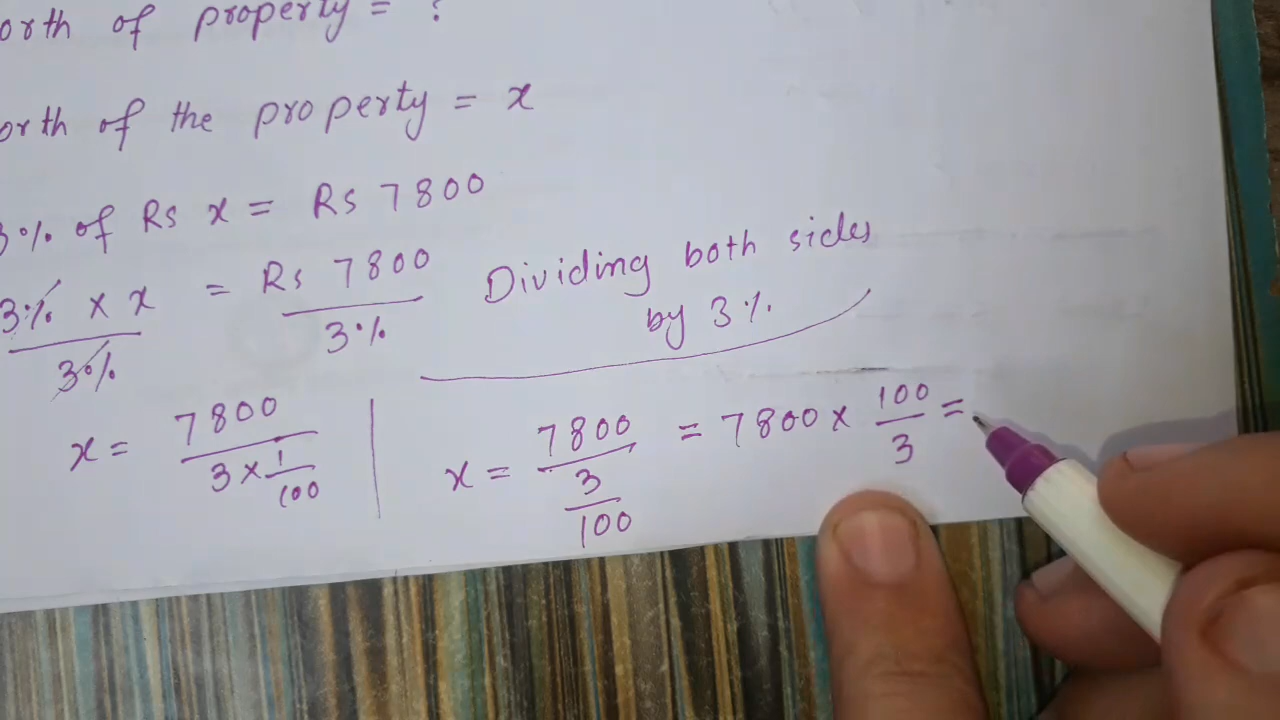 orth of property = ?
orth of the property = x
3% of Rs x = Rs 7800
3% × x / 3% = Rs 7800 / 3%
Dividing both sides
by 3%
x = 7800 / 3 × 1/100
x = 7800 / 3/100 = 7800 × 100/3 =